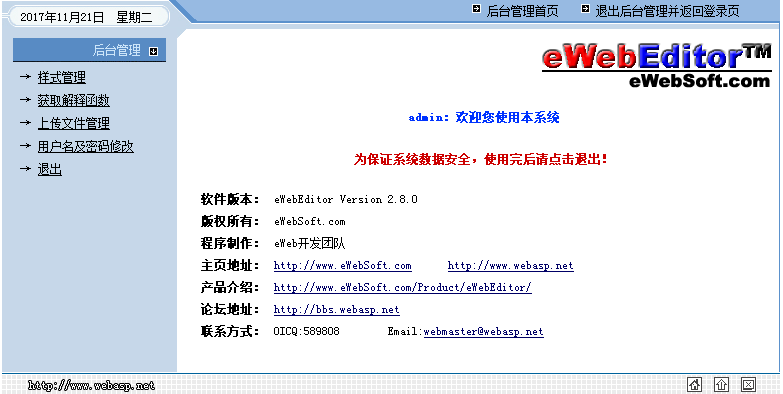 2017年11月21日 星期二
后台管理首页 退出后台管理并返回登录页
后台管理
样式管理
获取解释函数
上传文件管理
用户名及密码修改
退出
eWebEditor™
eWebSoft.com
admin：欢迎您使用本系统
为保证系统数据安全，使用完后请点击退出！
软件版本： eWebEditor Version 2.8.0
版权所有： eWebSoft.com
程序制作： eWeb开发团队
主页地址： http://www.eWebSoft.com http://www.webasp.net
产品介绍： http://www.eWebSoft.com/Product/eWebEditor/
论坛地址： http://bbs.webasp.net
联系方式： OICQ:589808 Email:webmaster@webasp.net
http://www.webasp.net